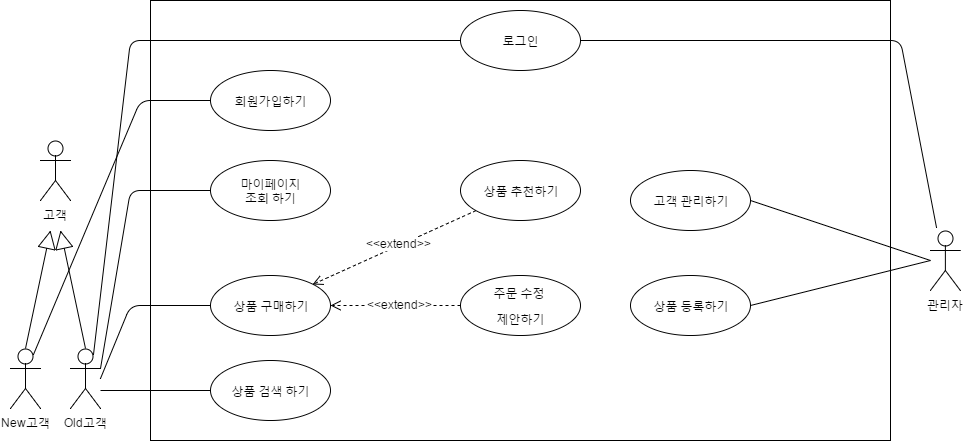 로그인
회원가입하기
마이페이지
조회 하기
상품 추천하기
고객 관리하기
고객
<<extend>>
상품 구매하기
<<extend>>
주문 수정
제안하기
상품 등록하기
관리자
상품 검색 하기
New고객
Old고객